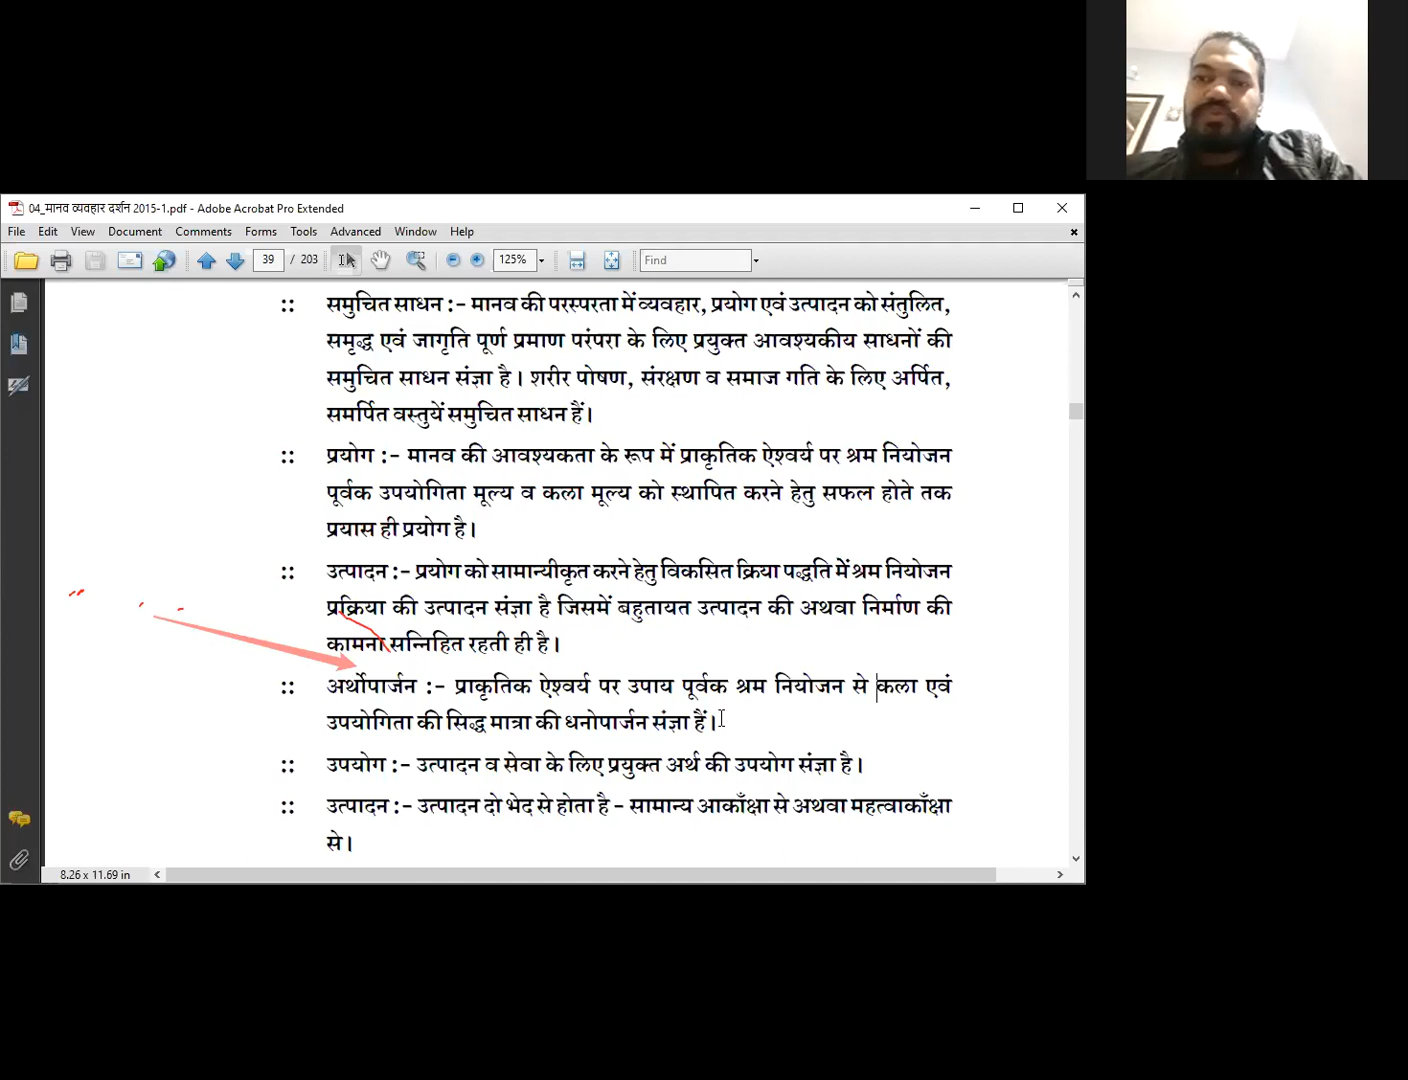 04_मानव व्यवहार दर्शन 2015-1.pdf - Adobe Acrobat Pro Extended
File Edit View Document Comments Forms Tools Advanced Window Help
39 / 203 125% Find
:: समुचित साधन :- मानव की परस्परता में व्यवहार, प्रयोग एवं उत्पादन को संतुलित,
समृद्ध एवं जागृति पूर्ण प्रमाण परंपरा के लिए प्रयुक्त आवश्यकीय साधनों की
समुचित साधन संज्ञा है। शरीर पोषण, संरक्षण व समाज गति के लिए अर्पित,
समर्पित वस्तुयें समुचित साधन हैं।
:: प्रयोग :- मानव की आवश्यकता के रूप में प्राकृतिक ऐश्वर्य पर श्रम नियोजन
पूर्वक उपयोगिता मूल्य व कला मूल्य को स्थापित करने हेतु सफल होते तक
प्रयास ही प्रयोग है।
:: उत्पादन :- प्रयोग को सामान्यीकृत करने हेतु विकसित क्रिया पद्धति में श्रम नियोजन
प्रक्रिया की उत्पादन संज्ञा है जिसमें बहुतायत उत्पादन की अथवा निर्माण की
कामना सन्निहित रहती ही है।
:: अर्थोपार्जन :- प्राकृतिक ऐश्वर्य पर उपाय पूर्वक श्रम नियोजन से कला एवं
उपयोगिता की सिद्ध मात्रा की धनोपार्जन संज्ञा हैं।
:: उपयोग :- उत्पादन व सेवा के लिए प्रयुक्त अर्थ की उपयोग संज्ञा है।
:: उत्पादन :- उत्पादन दो भेद से होता है - सामान्य आकाँक्षा से अथवा महत्वाकाँक्षा
से।
8.26 x 11.69 in